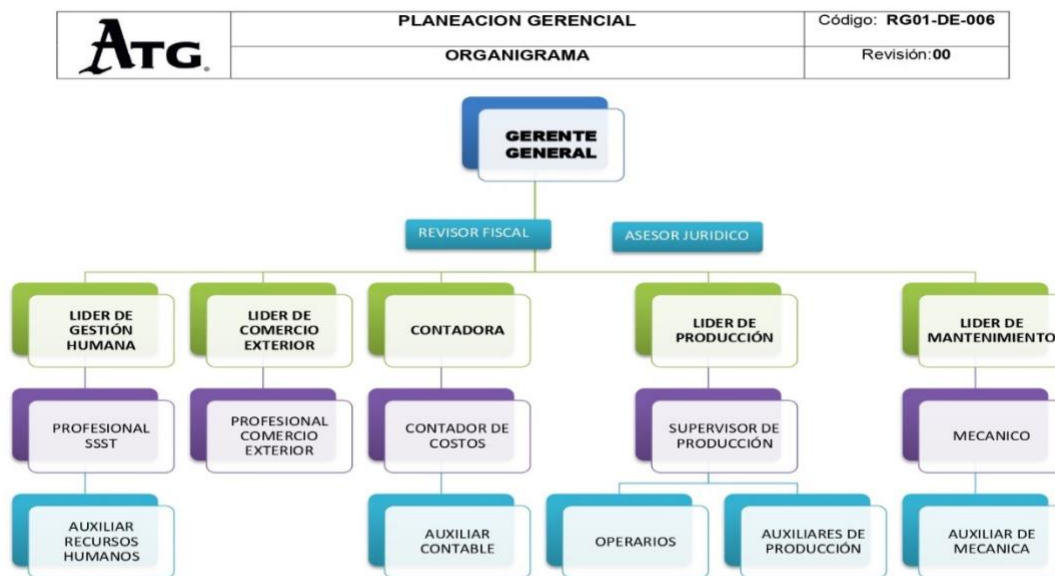 ATG
PLANEACION GERENCIAL
Código: RG01-DE-006
ORGANIGRAMA
Revisión:00
GERENTE
GENERAL
REVISOR FISCAL
ASESOR JURIDICO
LIDER DE
GESTIÓN
HUMANA
LIDER DE
COMERCIO
EXTERIOR
CONTADORA
LIDER DE
PRODUCCIÓN
LIDER DE
MANTENIMIENTO
PROFESIONAL
SSST
PROFESIONAL
COMERCIO
EXTERIOR
CONTADOR DE
COSTOS
SUPERVISOR DE
PRODUCCIÓN
MECANICO
AUXILIAR
RECURSOS
HUMANOS
AUXILIAR
CONTABLE
OPERARIOS
AUXILIARES DE
PRODUCCIÓN
AUXILIAR DE
MECANICA